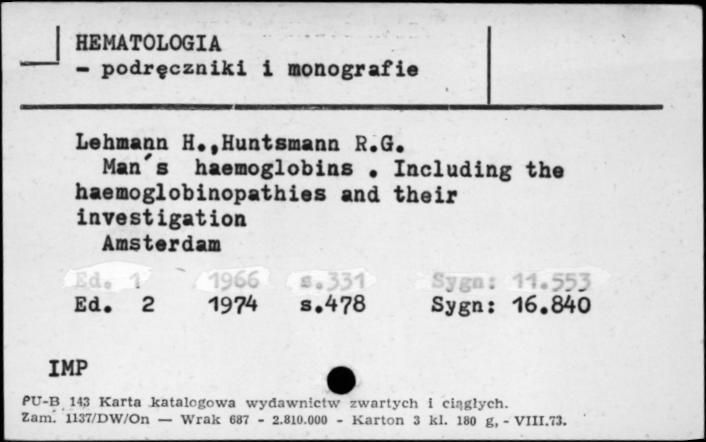 HEMATOLOGIA
- podręczniki i monografie
Lehmann H.,Huntsmann R.G.
Man's haemoglobins . Including the
haemoglobinopathies and their
investigation
Amsterdam
Ed. 1 1966 s.331 Sygn: 11.553
Ed. 2 1974 s.478 Sygn: 16.840
IMP
PU-B 143 Karta katalogowa wydawnictw zwartych i ciągłych.
Zam. 1137/DW/On — Wrak 687 - 2.810.000 - Karton 3 kl. 180 g, - VIII.73.